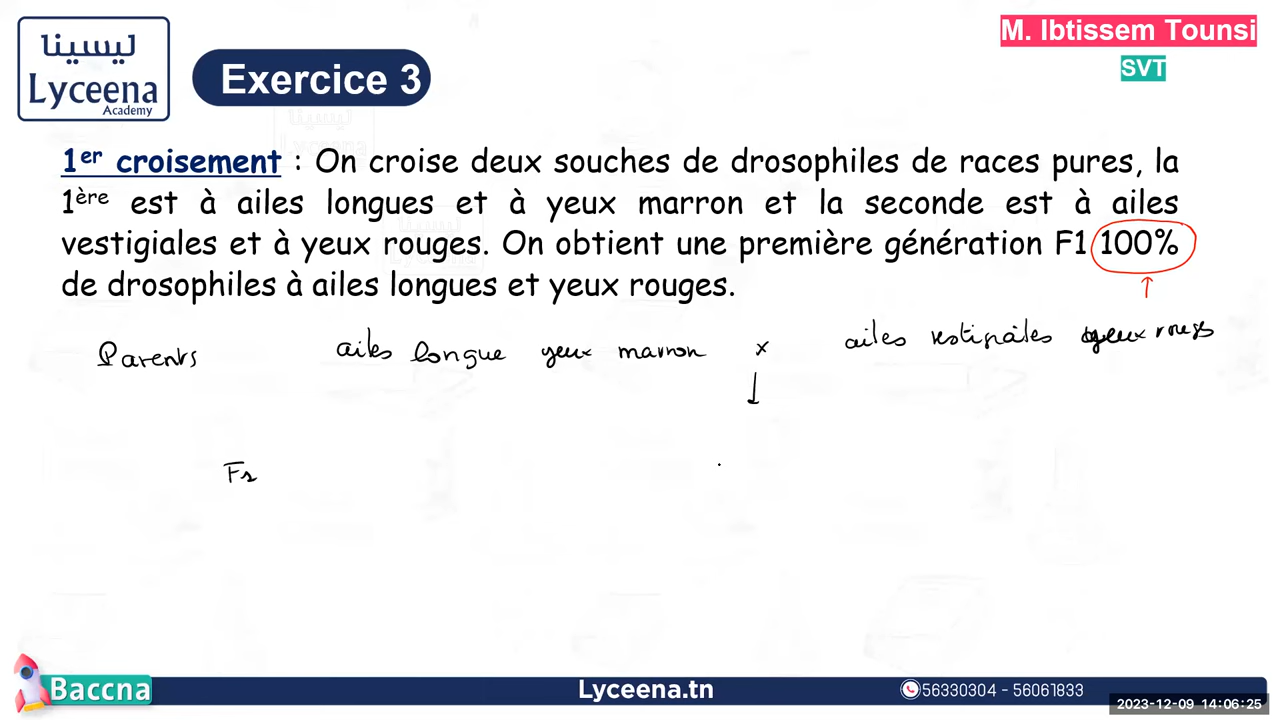 ليسينا
Lyceena
Academy
Exercice 3
M. Ibtissem Tounsi
SVT
1er croisement : On croise deux souches de drosophiles de races pures, la
1ère est à ailes longues et à yeux marron et la seconde est à ailes
vestigiales et à yeux rouges. On obtient une première génération F1 100%
de drosophiles à ailes longues et yeux rouges.
Parents ailes longue yeux marron x ailes vestigiales yeux rouges
F1
Baccna
Lyceena.tn
56330304 - 56061833
2023-12-09 14:06:25